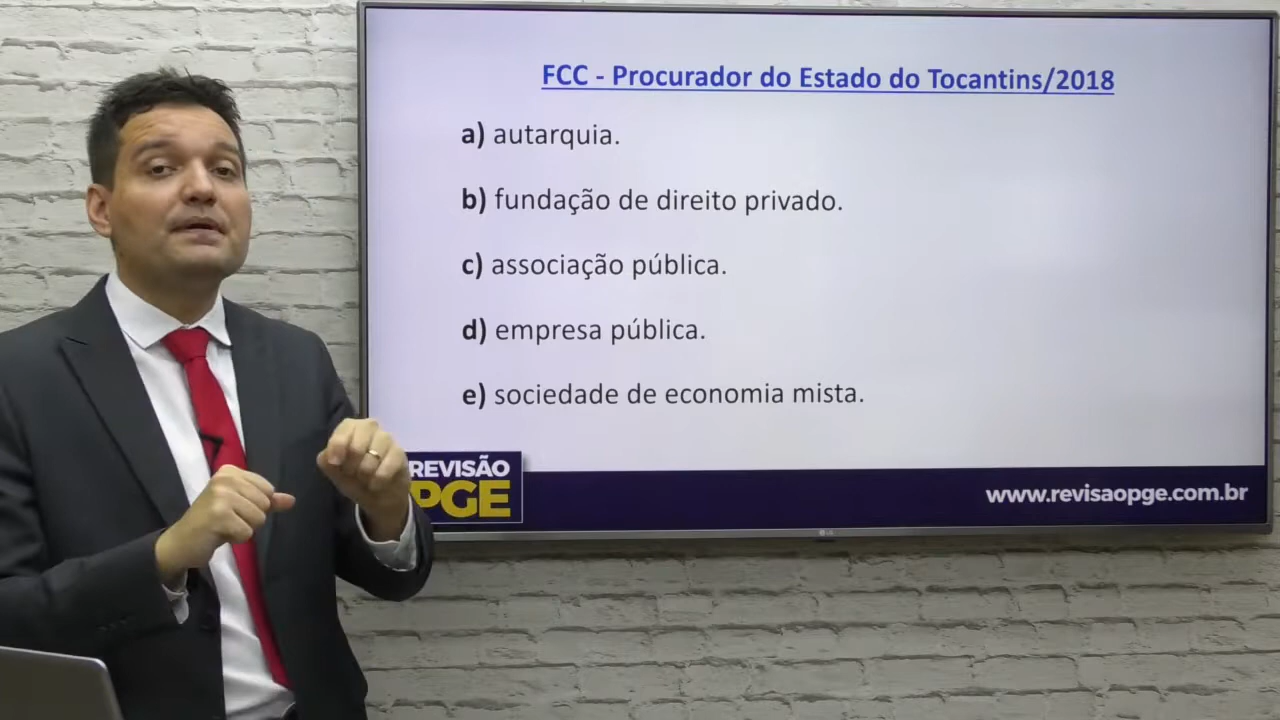 FCC - Procurador do Estado do Tocantins/2018
a) autarquia.
b) fundação de direito privado.
c) associação pública.
d) empresa pública.
e) sociedade de economia mista.
REVISÃO
PGE
www.revisaopge.com.br
LG